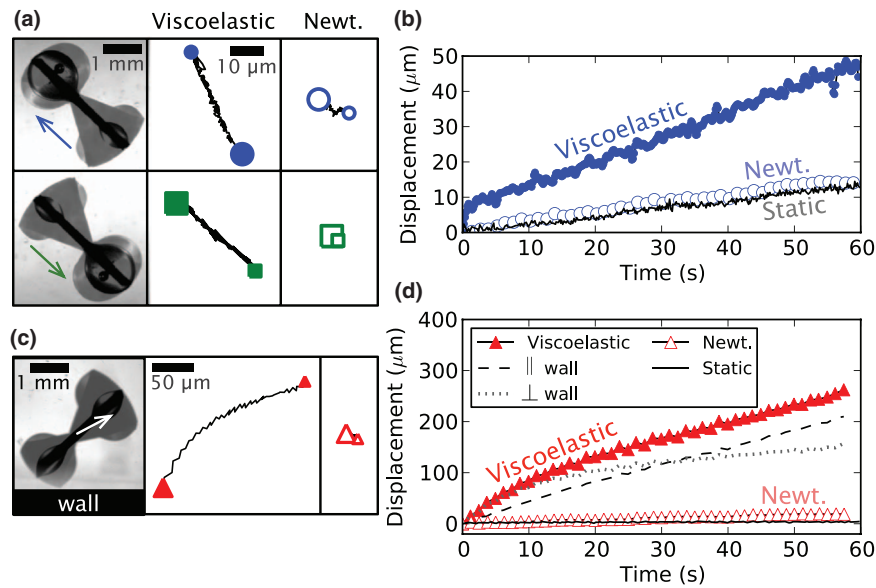 (a)
Viscoelastic
Newt.
1 mm
10 μm
(b)
Displacement (μm)
50
40
30
20
10
0
Viscoelastic
Newt.
Static
0 10 20 30 40 50 60
Time (s)
(c)
1 mm
50 μm
wall
(d)
Displacement (μm)
400
300
200
100
0
Viscoelastic
|| wall
⊥ wall
Newt.
Static
Viscoelastic
Newt.
0 10 20 30 40 50 60
Time (s)